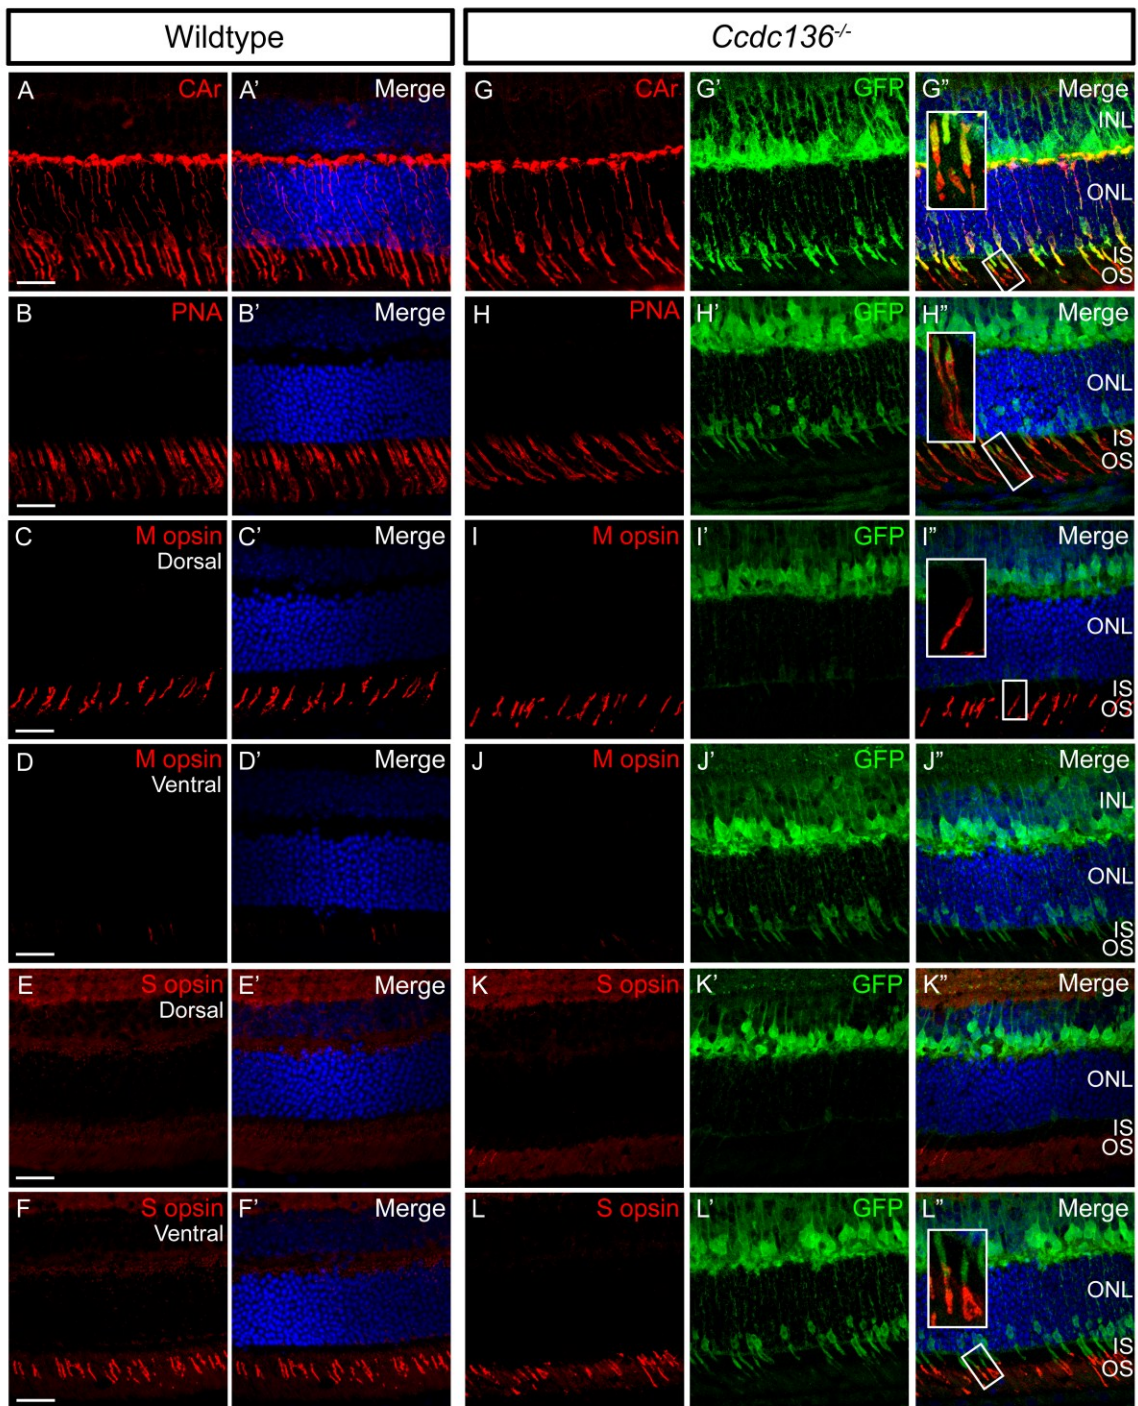 Wildtype
Ccdc136-/-
A CAr
A’ Merge
G CAr
G’ GFP
G” Merge
INL
ONL
IS
OS
B PNA
B’ Merge
H PNA
H’ GFP
H” Merge
ONL
IS
OS
C M opsin
Dorsal
C’ Merge
I M opsin
I’ GFP
I” Merge
ONL
IS
OS
D M opsin
Ventral
D’ Merge
J M opsin
J’ GFP
J” Merge
INL
ONL
IS
OS
E S opsin
Dorsal
E’ Merge
K S opsin
K’ GFP
K” Merge
ONL
IS
OS
F S opsin
Ventral
F’ Merge
L S opsin
L’ GFP
L” Merge
ONL
IS
OS